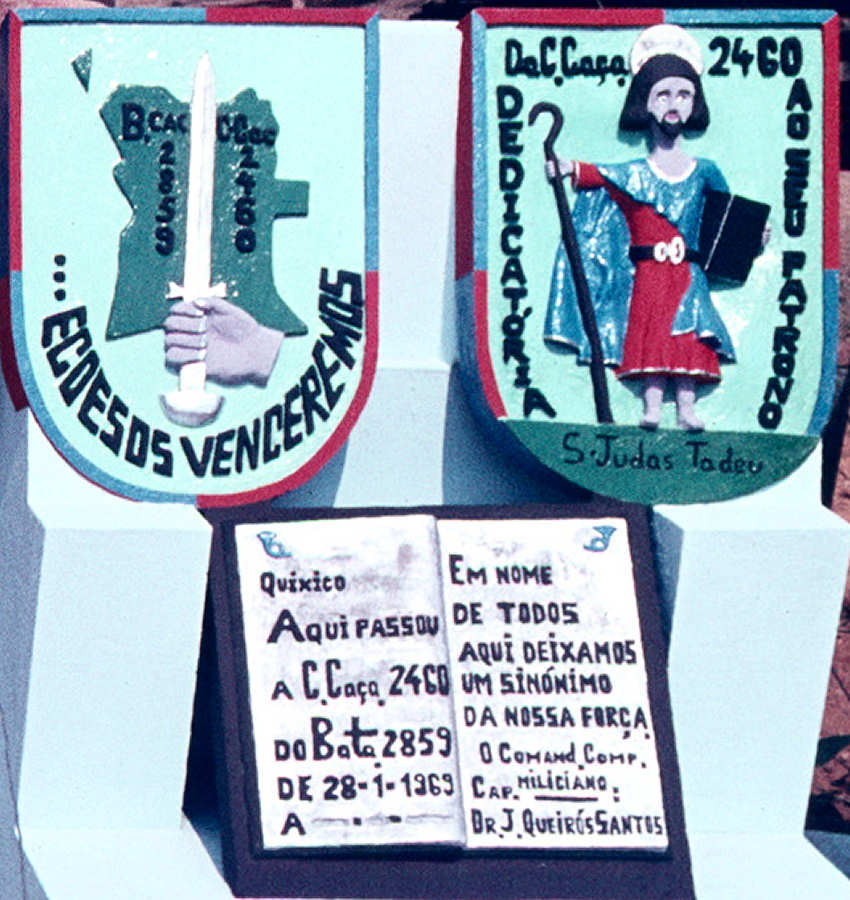 B. CAÇ
2859
C.Caç
2460
...ECOESOS VENCEREMOS
Da C. Caça. 2460
DEDICATÓRIA
AO SEU PATRONO
S. Judas Tadeu
Quixico
AQUI PASSOU
A C. Caça. 2460
DO Bata. 2859
DE 28-1-1969
A — - — - —
EM NOME
DE TODOS
AQUI DEIXAMOS
UM SINÓNIMO
DA NOSSA FORÇA
O COMAND. COMP.
CAP. MILICIANO:
DR. J. QUEIRÓS SANTOS